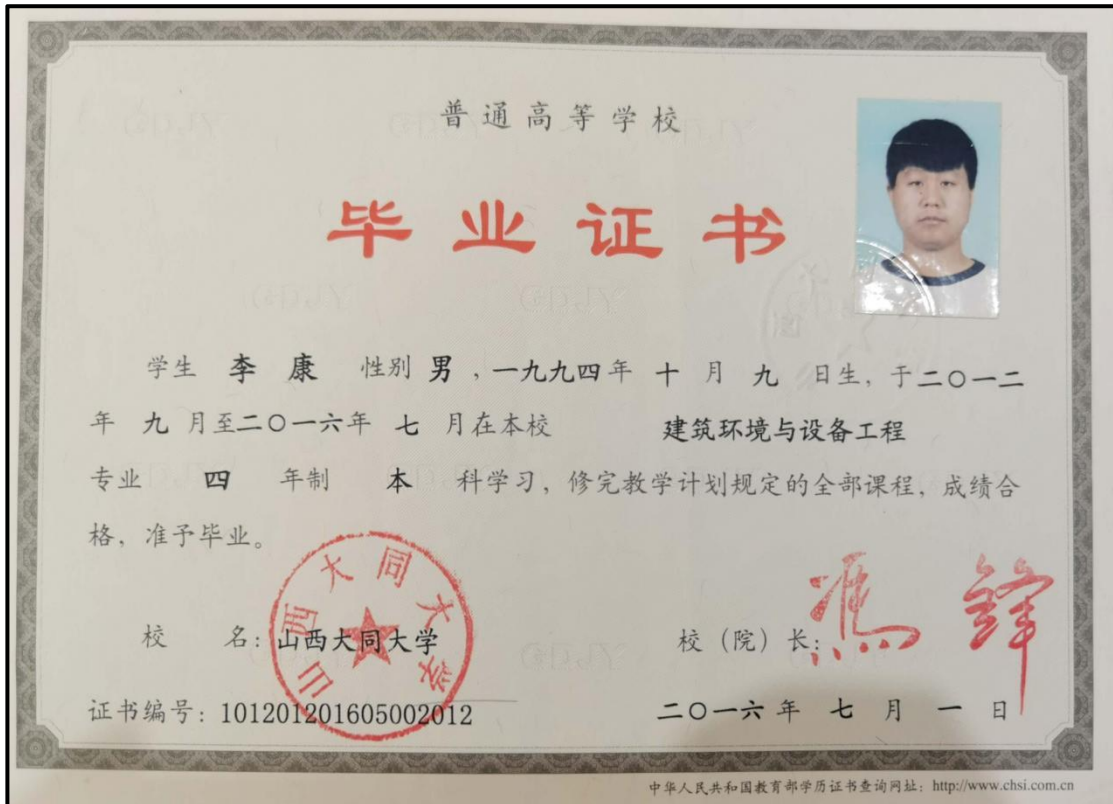 普通高等学校
毕业证书
学生 李康 性别 男 ，一九九四年 十 月 九 日生，于二〇一二
年 九 月至二〇一六年 七 月在本校 建筑环境与设备工程
专业 四 年制 本 科学习，修完教学计划规定的全部课程，成绩合
格，准予毕业。
山西大同大学
校 名：山西大同大学 校（院）长：
证书编号：101201201605002012 二〇一六年 七 月 一 日
中华人民共和国教育部学历证书查询网址：http://www.chsi.com.cn